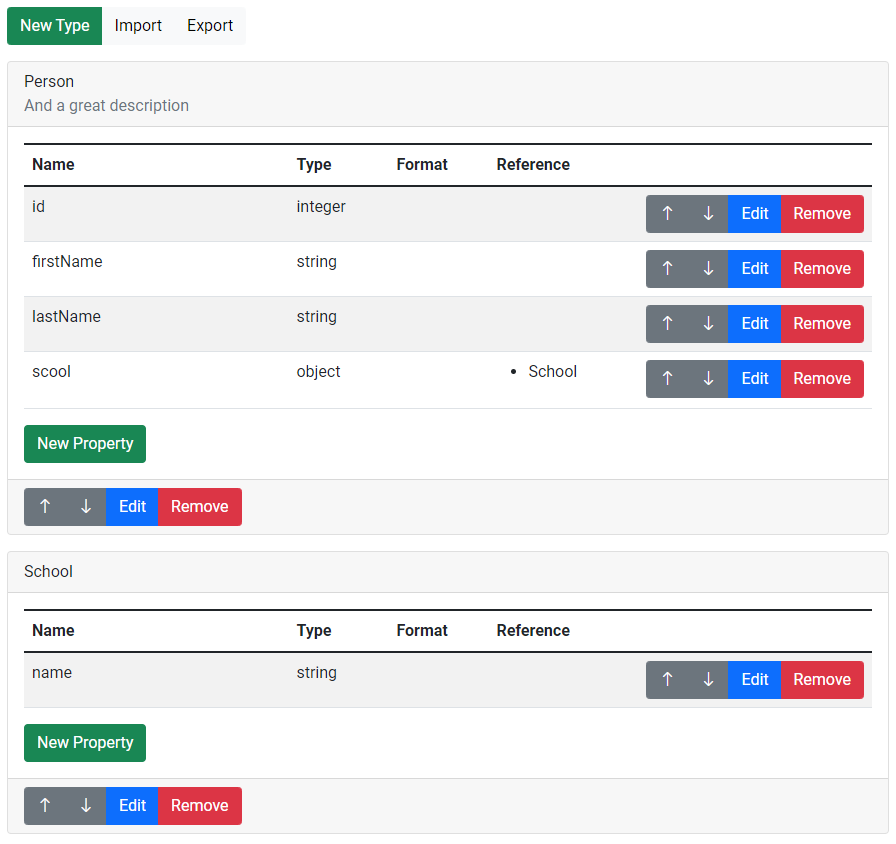 New Type Import Export
Person
And a great description
Name Type Format Reference
id integer ↑ ↓ Edit Remove
firstName string ↑ ↓ Edit Remove
lastName string ↑ ↓ Edit Remove
scool object • School ↑ ↓ Edit Remove
New Property
↑ ↓ Edit Remove
School
Name Type Format Reference
name string ↑ ↓ Edit Remove
New Property
↑ ↓ Edit Remove